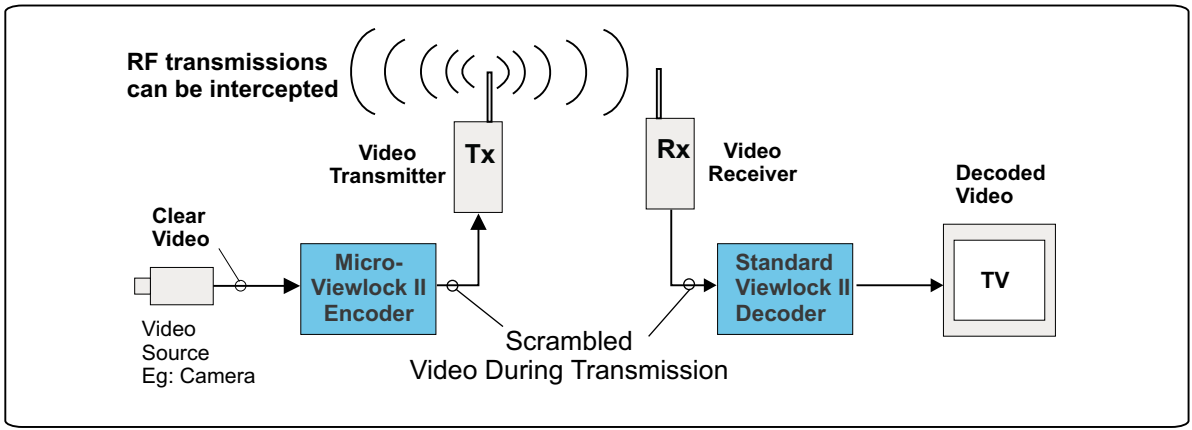 RF transmissions
can be intercepted
Video
Transmitter
Tx
Rx
Video
Receiver
Decoded
Video
Clear
Video
Micro-
Viewlock II
Encoder
Standard
Viewlock II
Decoder
TV
Video
Source
Eg: Camera
Scrambled
Video During Transmission